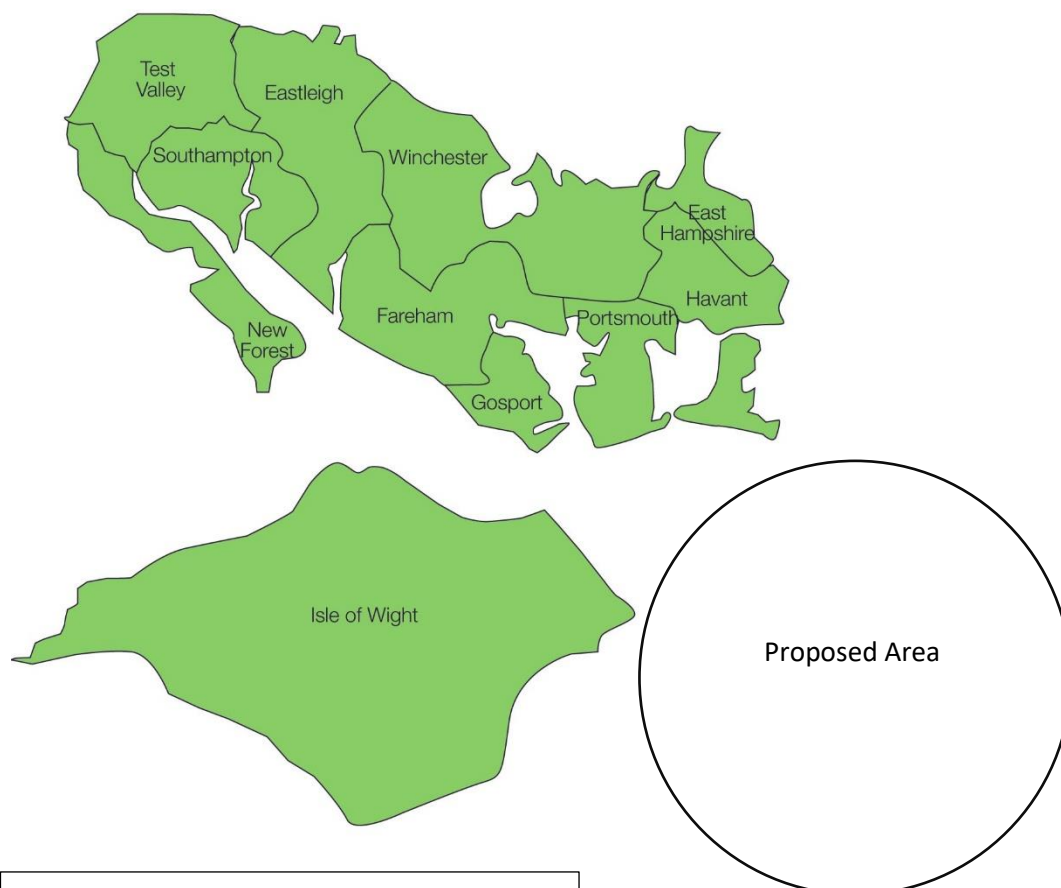 Test
Valley
Eastleigh
Southampton
Winchester
East
Hampshire
Havant
Fareham
Portsmouth
New
Forest
Gosport
Isle of Wight
Proposed Area